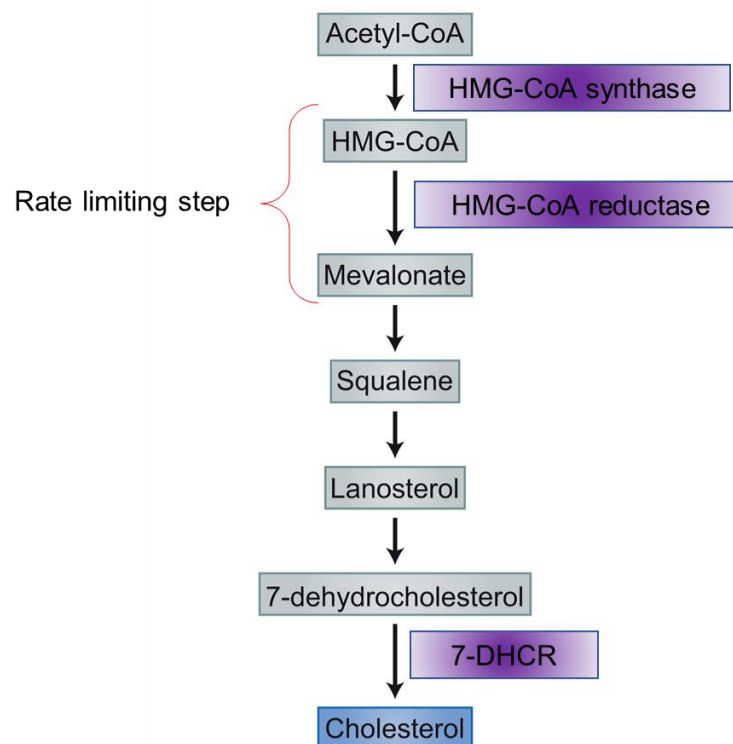 Acetyl-CoA
HMG-CoA synthase
HMG-CoA
Rate limiting step
HMG-CoA reductase
Mevalonate
Squalene
Lanosterol
7-dehydrocholesterol
7-DHCR
Cholesterol